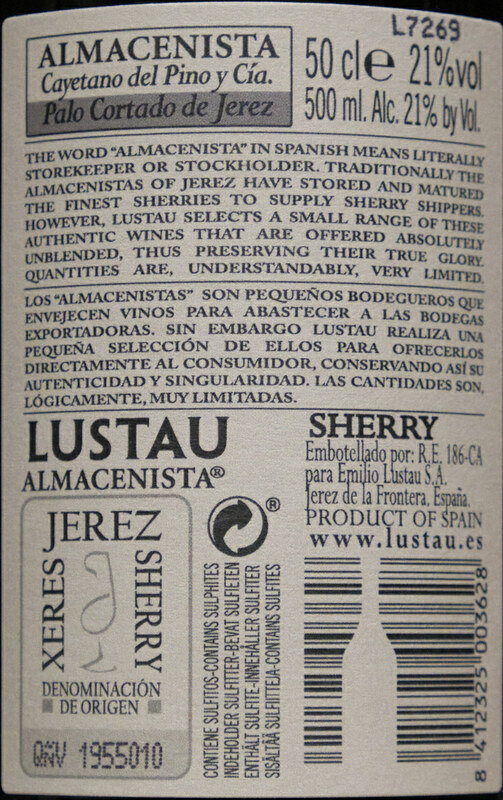 L7269
ALMACENISTA
Cayetano del Pino y Cía.
Palo Cortado de Jerez
50 cl e 21% vol
500 ml. Alc. 21% by Vol.
THE WORD "ALMACENISTA" IN SPANISH MEANS LITERALLY
STOREKEEPER OR STOCKHOLDER. TRADITIONALLY THE
ALMACENISTAS OF JEREZ HAVE STORED AND MATURED
THE FINEST SHERRIES TO SUPPLY SHERRY SHIPPERS.
HOWEVER, LUSTAU SELECTS A SMALL RANGE OF THESE
AUTHENTIC WINES THAT ARE OFFERED ABSOLUTELY
UNBLENDED, THUS PRESERVING THEIR TRUE GLORY.
QUANTITIES ARE, UNDERSTANDABLY, VERY LIMITED.
LOS "ALMACENISTAS" SON PEQUEÑOS BODEGUEROS QUE
ENVEJECEN VINOS PARA ABASTECER A LAS BODEGAS
EXPORTADORAS. SIN EMBARGO LUSTAU REALIZA UNA
PEQUEÑA SELECCIÓN DE ELLOS PARA OFRECERLOS
DIRECTAMENTE AL CONSUMIDOR, CONSERVANDO ASÍ SU
AUTENTICIDAD Y SINGULARIDAD. LAS CANTIDADES SON,
LÓGICAMENTE, MUY LIMITADAS.
LUSTAU
ALMACENISTA®
SHERRY
Embotellado por: R.E. 186-CA
para Emilio Lustau S.A.
Jerez de la Frontera, España.
PRODUCT OF SPAIN
www.lustau.es
JEREZ
XERES
SHERRY
DENOMINACIÓN
DE ORIGEN
QNV 1955010
®
CONTIENE SULFITOS-CONTAINS SULPHITES
INDEHOLDER SULFITTER-BEVAT SULFIETEN
ENTHÄLT SULFITE-INNEHÅLLER SULFITER
SISÄLTÄÄ SULFIITTEJA-CONTAINS SULFITES
8 412325 003628